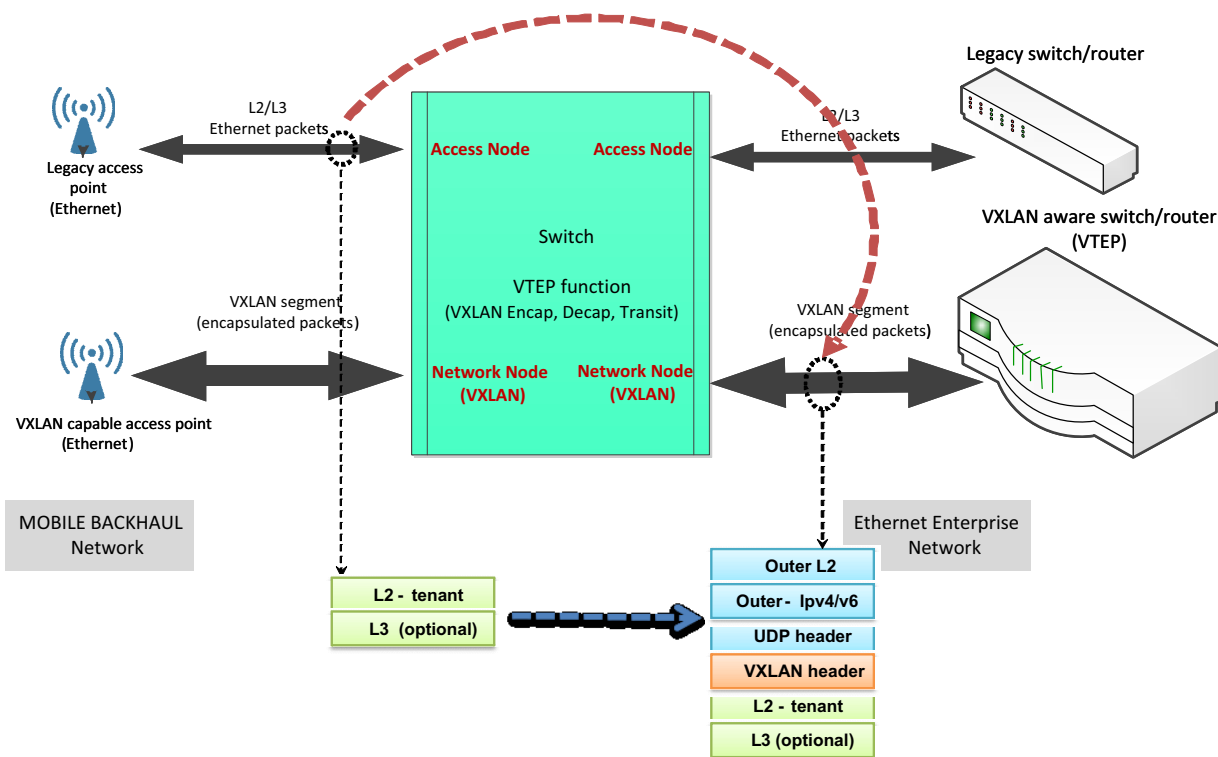 Legacy switch/router
L2/L3
Ethernet packets
Legacy access
point
(Ethernet)
Access Node
Access Node
L2/L3
Ethernet packets
VXLAN aware switch/router
(VTEP)
Switch
VTEP function
(VXLAN Encap, Decap, Transit)
VXLAN segment
(encapsulated packets)
VXLAN segment
(encapsulated packets)
Network Node
(VXLAN)
Network Node
(VXLAN)
VXLAN capable access point
(Ethernet)
MOBILE BACKHAUL
Network
Ethernet Enterprise
Network
L2 - tenant
L3 (optional)
Outer L2
Outer - Ipv4/v6
UDP header
VXLAN header
L2 - tenant
L3 (optional)